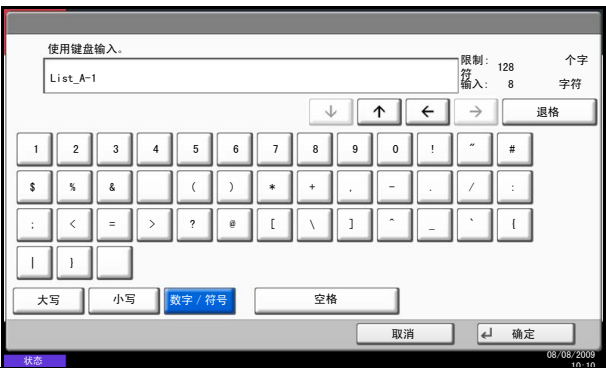 使用键盘输入。
List_A-1
限制: 128 个字符
输入: 8 字符
↓ ↑ ← → 退格
1 2 3 4 5 6 7 8 9 0 ! ″ #
$ % & ( ) * + , - . / :
; < = > ? @ [ \ ] ^ _ ` {
| }
大写 小写 数字 / 符号 空格
取消 ↵ 确定
状态 08/08/2009
10:10